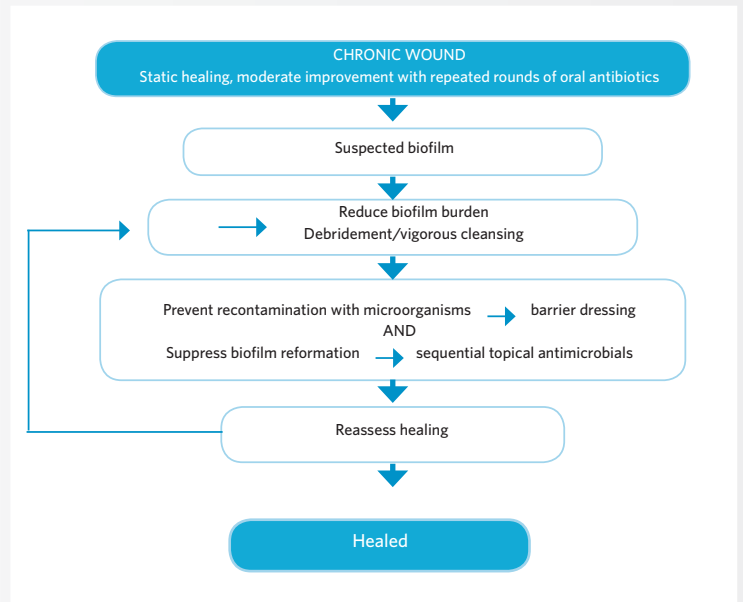 CHRONIC WOUND
Static healing, moderate improvement with repeated rounds of oral antibiotics
Suspected biofilm
Reduce biofilm burden
Debridement/vigorous cleansing
Prevent recontamination with microorganisms barrier dressing
AND
Suppress biofilm reformation sequential topical antimicrobials
Reassess healing
Healed